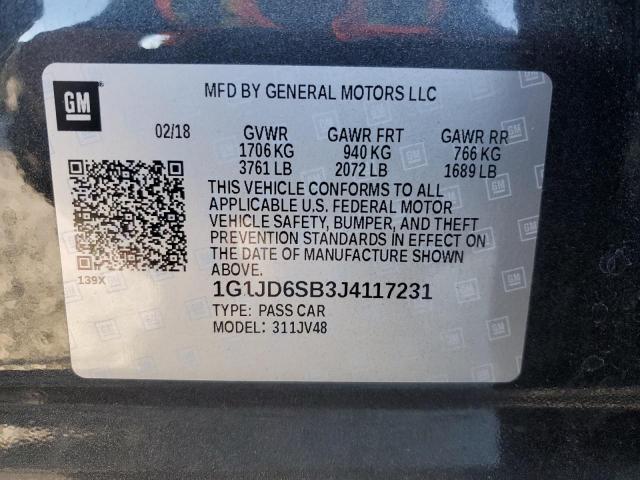 GM
MFD BY GENERAL MOTORS LLC
02/18 GVWR GAWR FRT GAWR RR
1706 KG 940 KG 766 KG
3761 LB 2072 LB 1689 LB
THIS VEHICLE CONFORMS TO ALL
APPLICABLE U.S. FEDERAL MOTOR
VEHICLE SAFETY, BUMPER, AND THEFT
PREVENTION STANDARDS IN EFFECT ON
THE DATE OF MANUFACTURE SHOWN
ABOVE.
139X
1G1JD6SB3J4117231
TYPE: PASS CAR
MODEL: 311JV48